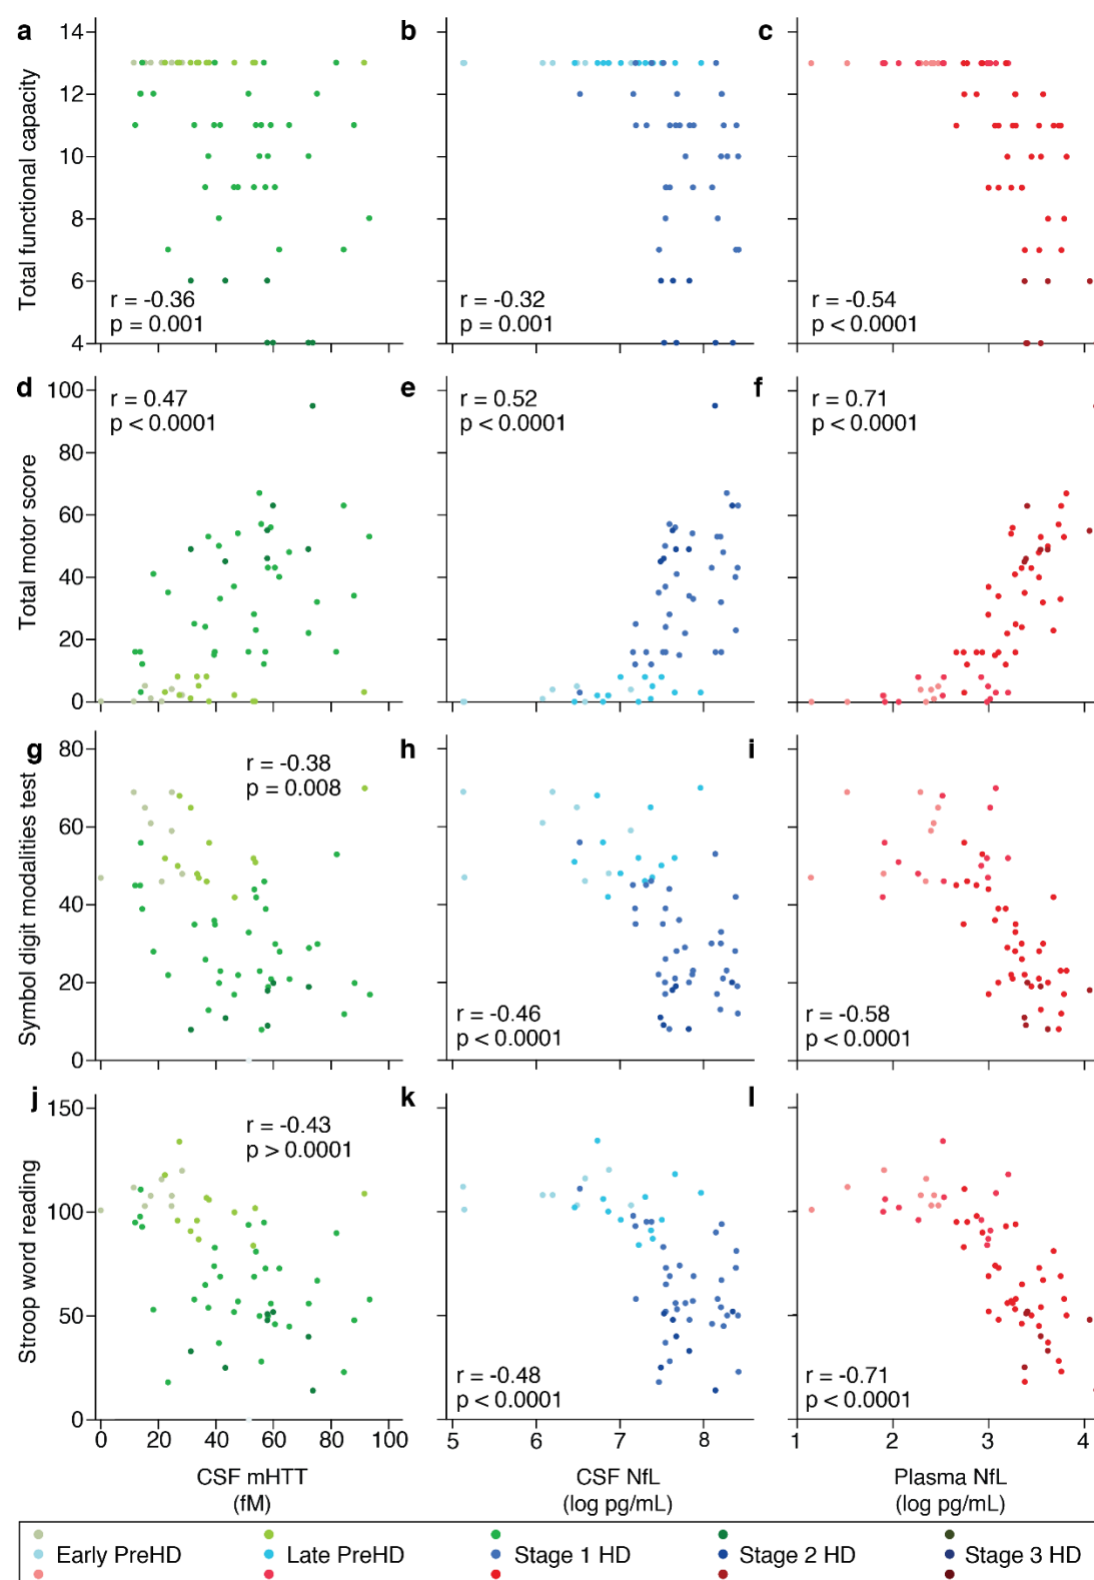 a
b
c
14
12
10
8
6
4
Total functional capacity
r = -0.36
p = 0.001
r = -0.32
p = 0.001
r = -0.54
p < 0.0001
d
e
f
100
80
60
40
20
0
Total motor score
r = 0.47
p < 0.0001
r = 0.52
p < 0.0001
r = 0.71
p < 0.0001
g
h
i
80
60
40
20
0
Symbol digit modalities test
r = -0.38
p = 0.008
r = -0.46
p < 0.0001
r = -0.58
p < 0.0001
j
k
l
150
100
50
0
Stroop word reading
r = -0.43
p > 0.0001
r = -0.48
p < 0.0001
r = -0.71
p < 0.0001
0 20 40 60 80 100
5 6 7 8
1 2 3 4
CSF mHTT
(fM)
CSF NfL
(log pg/mL)
Plasma NfL
(log pg/mL)
Early PreHD
Late PreHD
Stage 1 HD
Stage 2 HD
Stage 3 HD